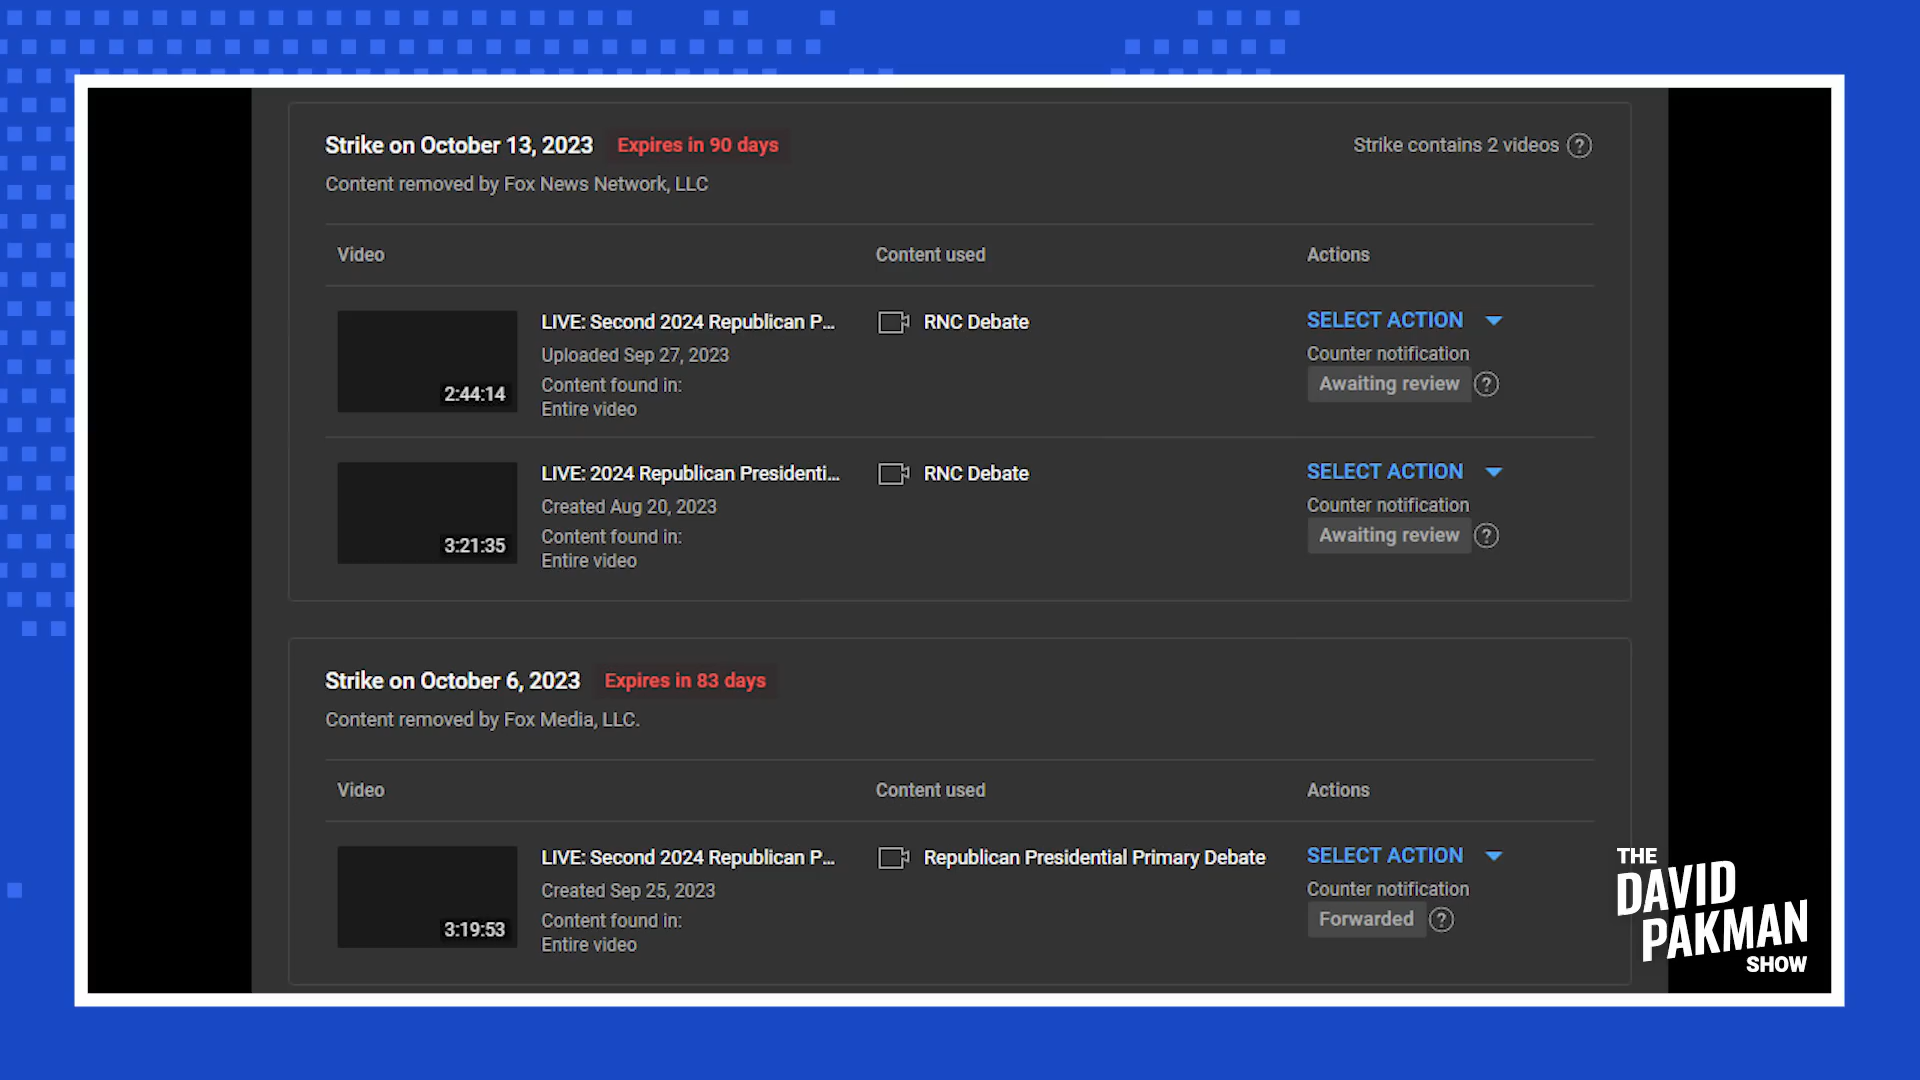 Strike on October 13, 2023 Expires in 90 days Strike contains 2 videos ?
Content removed by Fox News Network, LLC
Video Content used Actions
LIVE: Second 2024 Republican P... RNC Debate SELECT ACTION
Uploaded Sep 27, 2023 Counter notification
Content found in: Awaiting review ?
2:44:14 Entire video
LIVE: 2024 Republican Presidenti... RNC Debate SELECT ACTION
Created Aug 20, 2023 Counter notification
Content found in: Awaiting review ?
3:21:35 Entire video
Strike on October 6, 2023 Expires in 83 days
Content removed by Fox Media, LLC.
Video Content used Actions
LIVE: Second 2024 Republican P... Republican Presidential Primary Debate SELECT ACTION
Created Sep 25, 2023 Counter notification
Content found in: Forwarded ?
3:19:53 Entire video
THE
DAVID
PAKMAN
SHOW